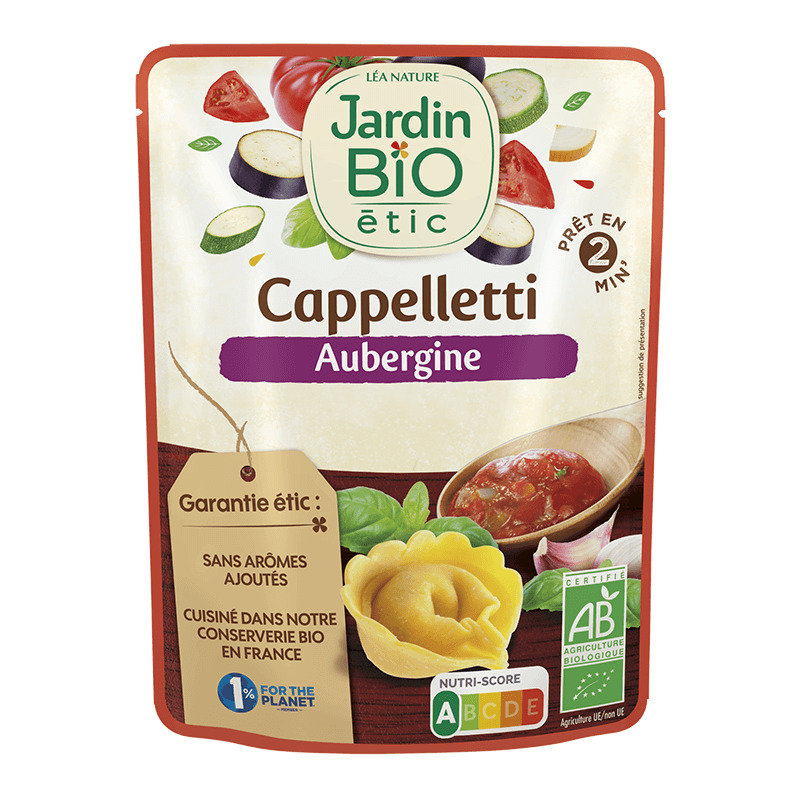 LÉA NATURE
Jardin
BiO
étic
PRÊT EN
2
MIN'
Cappelletti
Aubergine
suggestion de présentation
Garantie étic :
SANS ARÔMES
AJOUTÉS
CUISINÉ DANS NOTRE
CONSERVERIE BIO
EN FRANCE
1%
FOR THE
PLANET
MEMBER
NUTRI-SCORE
A B C D E
CERTIFIÉ
AB
AGRICULTURE
BIOLOGIQUE
Agriculture UE/non UE